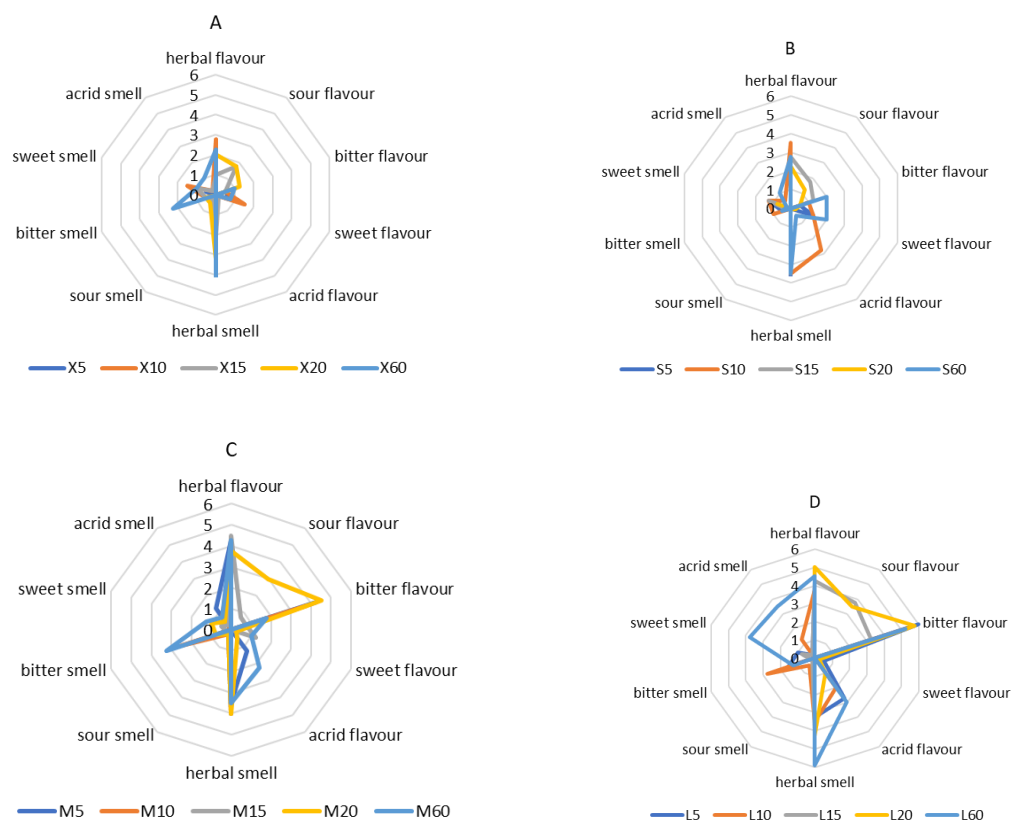 A
herbal flavour
6
acrid smell
sour flavour
5
4
3
sweet smell
bitter flavour
2
1
0
bitter smell
sweet flavour
sour smell
acrid flavour
herbal smell
X5 X10 X15 X20 X60
B
herbal flavour
6
acrid smell
sour flavour
5
4
3
sweet smell
bitter flavour
2
1
0
bitter smell
sweet flavour
sour smell
acrid flavour
herbal smell
S5 S10 S15 S20 S60
C
herbal flavour
6
acrid smell
sour flavour
5
4
3
sweet smell
bitter flavour
2
1
0
bitter smell
sweet flavour
sour smell
acrid flavour
herbal smell
M5 M10 M15 M20 M60
D
herbal flavour
6
acrid smell
sour flavour
5
4
3
sweet smell
bitter flavour
2
1
0
bitter smell
sweet flavour
sour smell
acrid flavour
herbal smell
L5 L10 L15 L20 L60